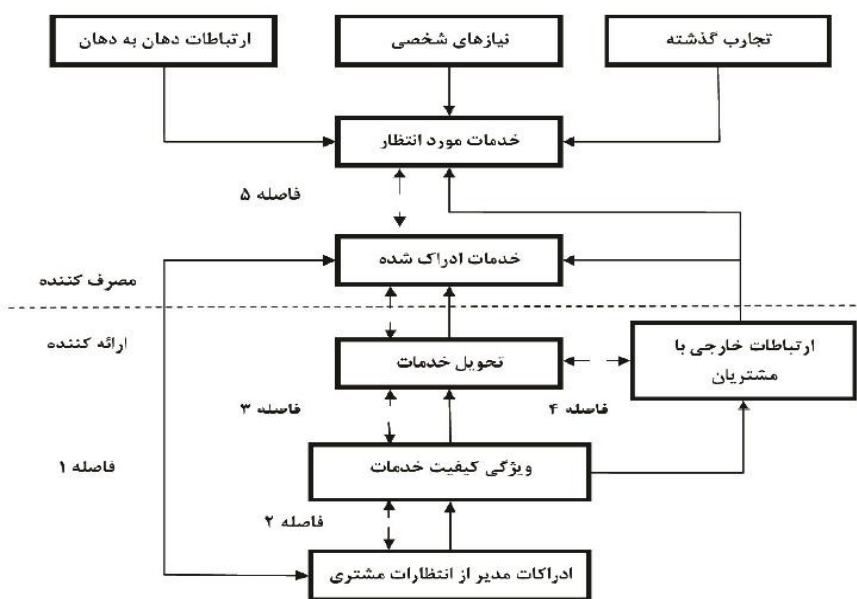 تجارب گذشته
نیازهای شخصی
ارتباطات دهان به دهان
خدمات مورد انتظار
فاصله ۵
خدمات ادراک شده
مصرف کننده
ارائه کننده
ارتباطات خارجی با
مشتریان
تحویل خدمات
فاصله ۴
فاصله ۳
ویژگی کیفیت خدمات
فاصله ۱
فاصله ۲
ادراکات مدیر از انتظارات مشتری